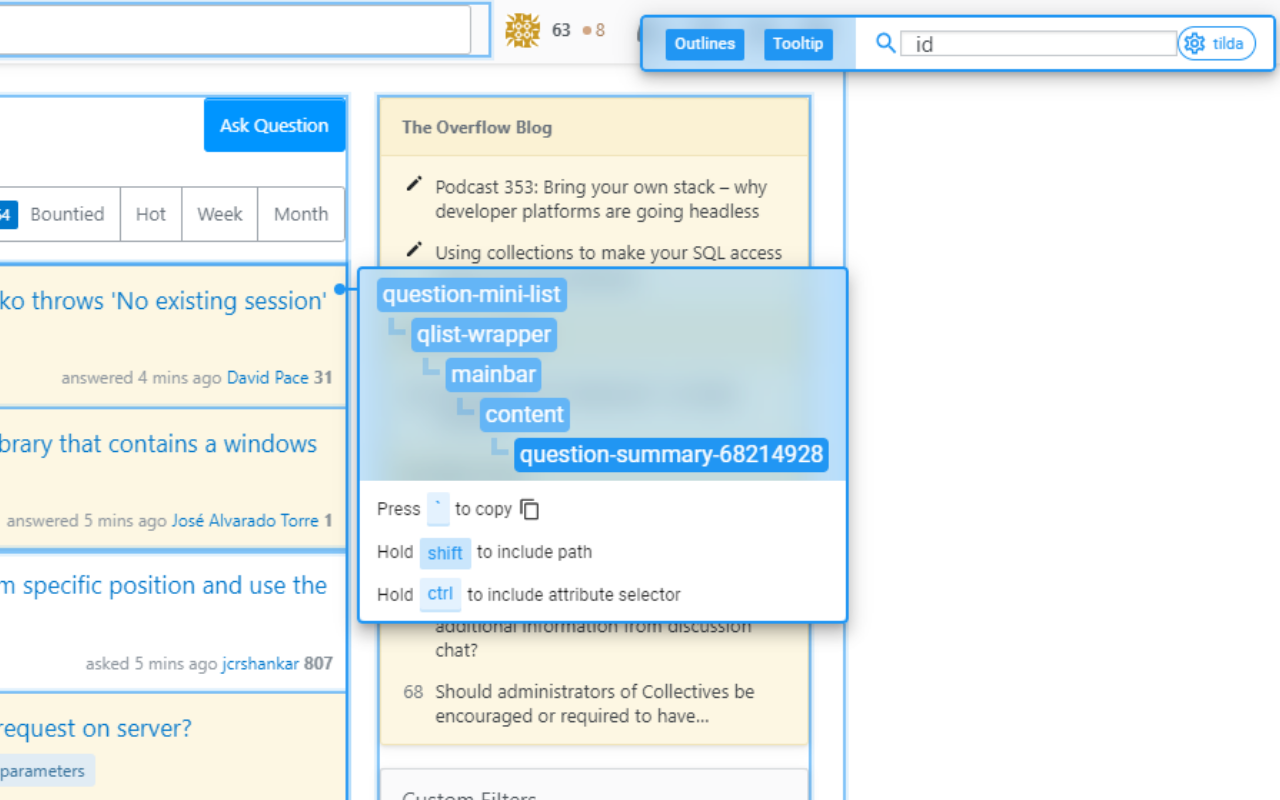 63 8
Outlines Tooltip id tilda
Ask Question
The Overflow Blog
Podcast 353: Bring your own stack – why
developer platforms are going headless
Bountied Hot Week Month
Using collections to make your SQL access
ko throws 'No existing session'
question-mini-list
qlist-wrapper
mainbar
content
question-summary-68214928
answered 4 mins ago David Pace 31
brary that contains a windows
Press ` to copy
answered 5 mins ago José Alvarado Torre 1
Hold shift to include path
m specific position and use the
Hold ctrl to include attribute selector
additional information from discussion
chat?
asked 5 mins ago jcrshankar 807
68 Should administrators of Collectives be
encouraged or required to have...
request on server?
parameters
Custom Filters